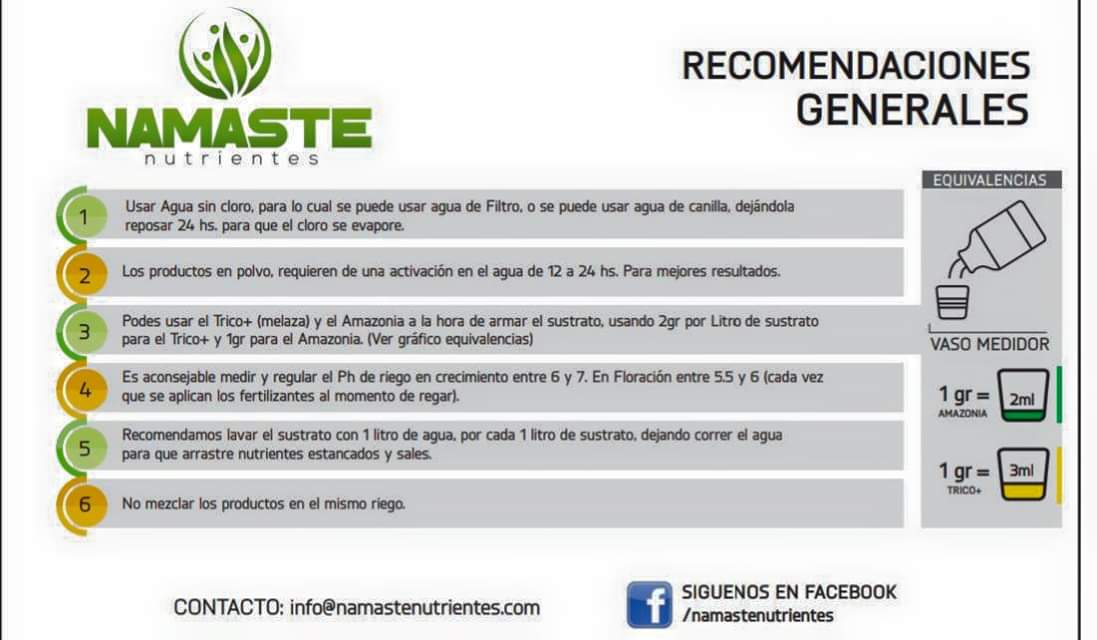 NAMASTE
nutrientes
RECOMENDACIONES
GENERALES
1
Usar Agua sin cloro, para lo cual se puede usar agua de Filtro, o se puede usar agua de canilla, dejándola
reposar 24 hs. para que el cloro se evapore.
2
Los productos en polvo, requieren de una activación en el agua de 12 a 24 hs. Para mejores resultados.
3
Podes usar el Trico+ (melaza) y el Amazonia a la hora de armar el sustrato, usando 2gr por Litro de sustrato
para el Trico+ y 1gr para el Amazonia. (Ver gráfico equivalencias)
4
Es aconsejable medir y regular el Ph de riego en crecimiento entre 6 y 7. En Floración entre 5.5 y 6 (cada vez
que se aplican los fertilizantes al momento de regar).
5
Recomendamos lavar el sustrato con 1 litro de agua, por cada 1 litro de sustrato, dejando correr el agua
para que arrastre nutrientes estancados y sales.
6
No mezclar los productos en el mismo riego.
EQUIVALENCIAS
VASO MEDIDOR
1 gr = 2ml
AMAZONIA
1 gr = 3ml
TRICO+
CONTACTO: info@namastenutrientes.com
f
SIGUENOS EN FACEBOOK
/namastenutrientes